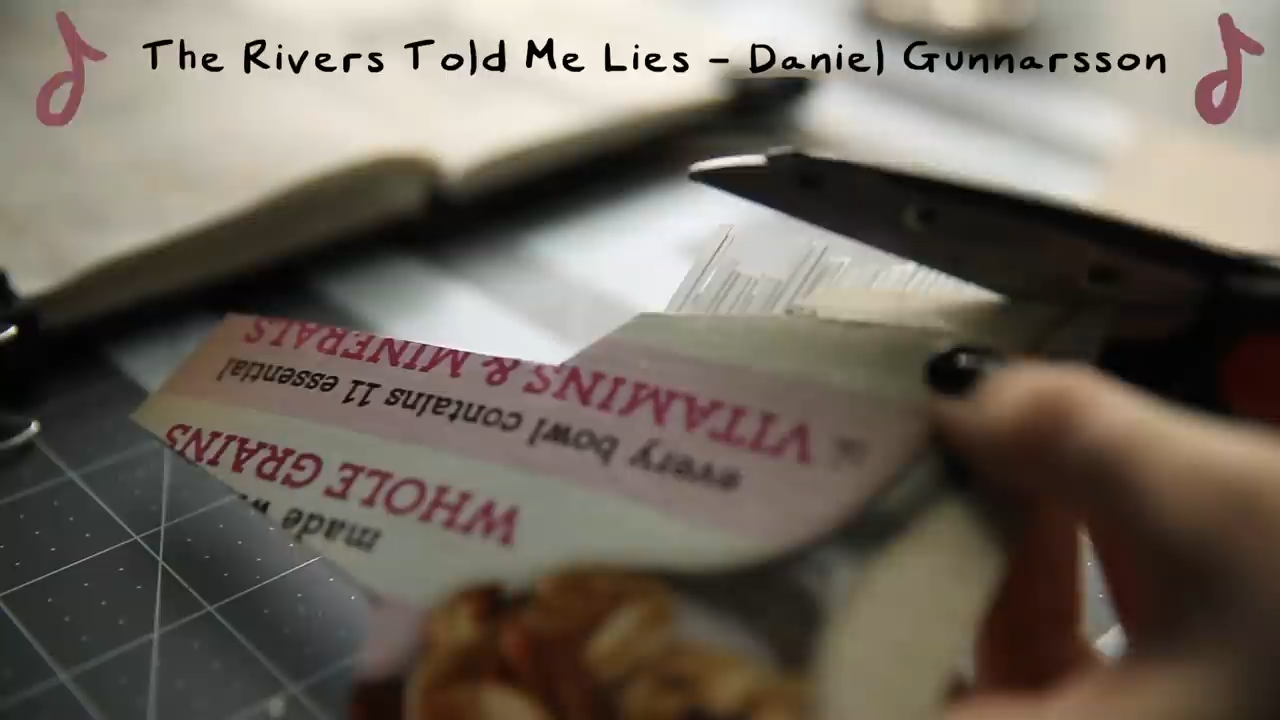 The Rivers Told Me Lies - Daniel Gunnarsson
made
WHOLE GRAINS
every bowl contains 11 essential
VITAMINS & MINERALS